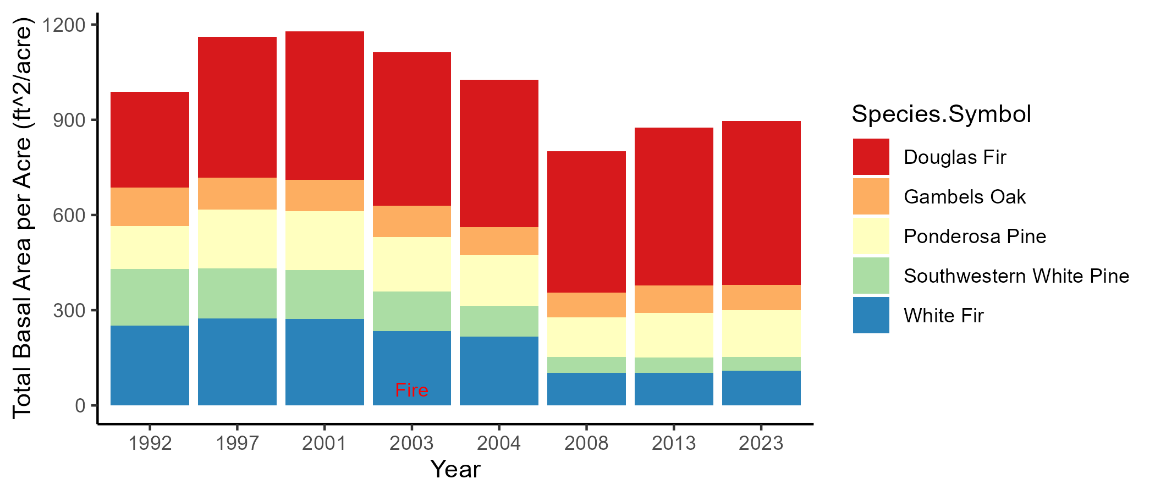 Total Basal Area per Acre (ft^2/acre)
1200
900
600
300
0
Fire
1992 1997 2001 2003 2004 2008 2013 2023
Year
Species.Symbol
Douglas Fir
Gambels Oak
Ponderosa Pine
Southwestern White Pine
White Fir